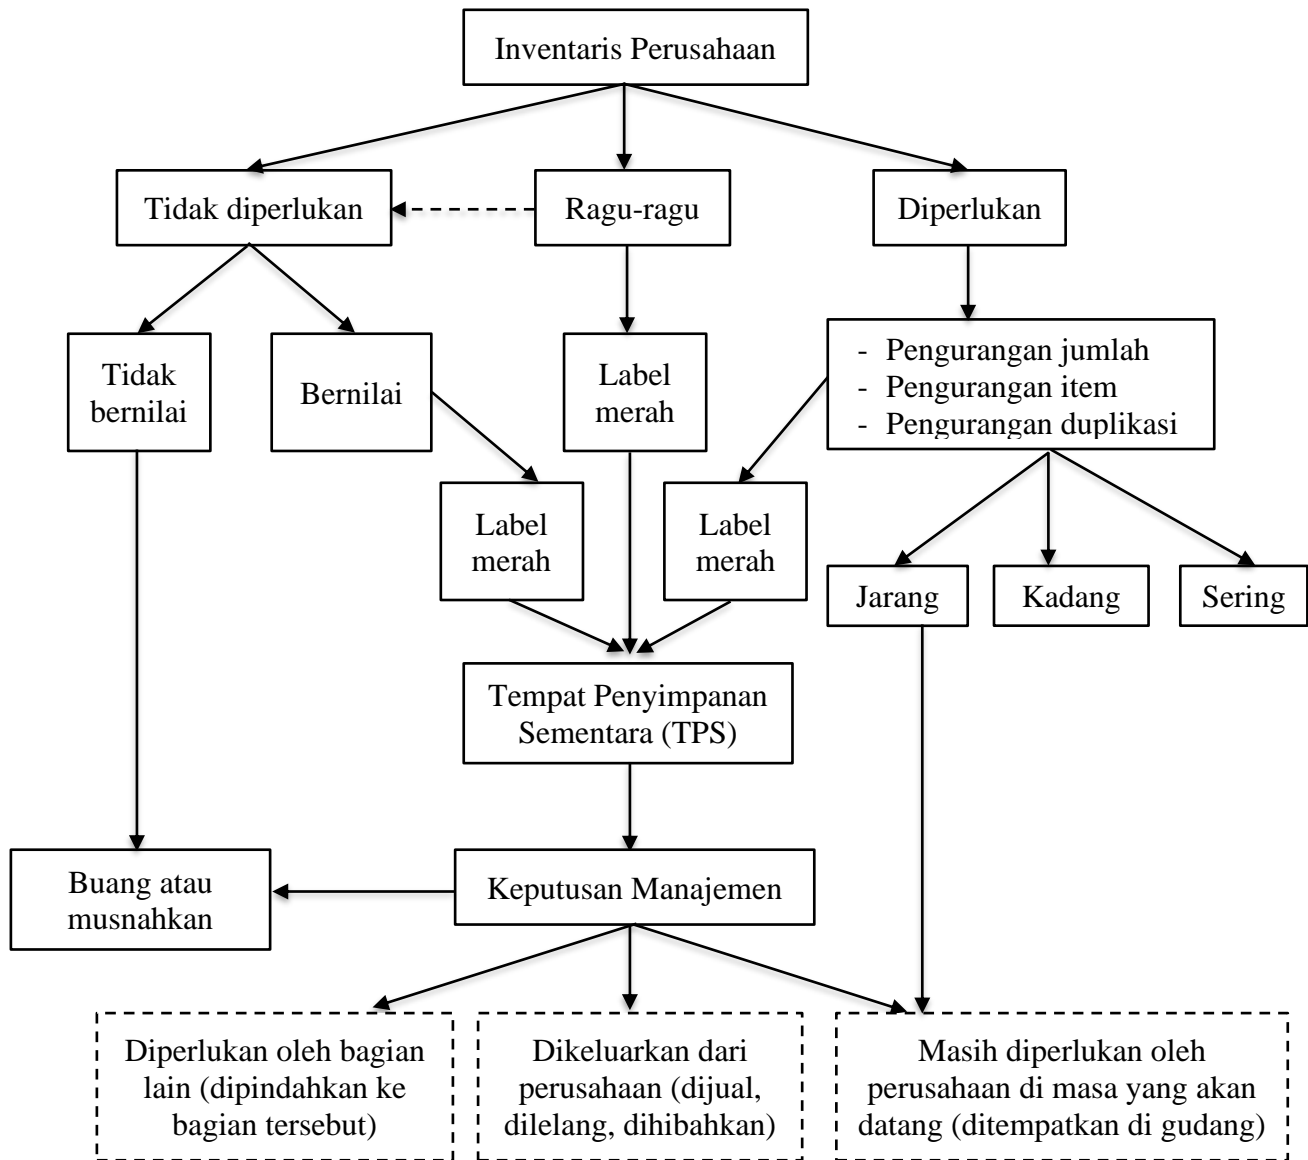 Inventaris Perusahaan
Tidak diperlukan
Ragu-ragu
Diperlukan
Tidak
bernilai
Bernilai
Label
merah
- Pengurangan jumlah
- Pengurangan item
- Pengurangan duplikasi
Label
merah
Label
merah
Jarang
Kadang
Sering
Tempat Penyimpanan
Sementara (TPS)
Buang atau
musnahkan
Keputusan Manajemen
Diperlukan oleh bagian
lain (dipindahkan ke
bagian tersebut)
Dikeluarkan dari
perusahaan (dijual,
dilelang, dihibahkan)
Masih diperlukan oleh
perusahaan di masa yang akan
datang (ditempatkan di gudang)